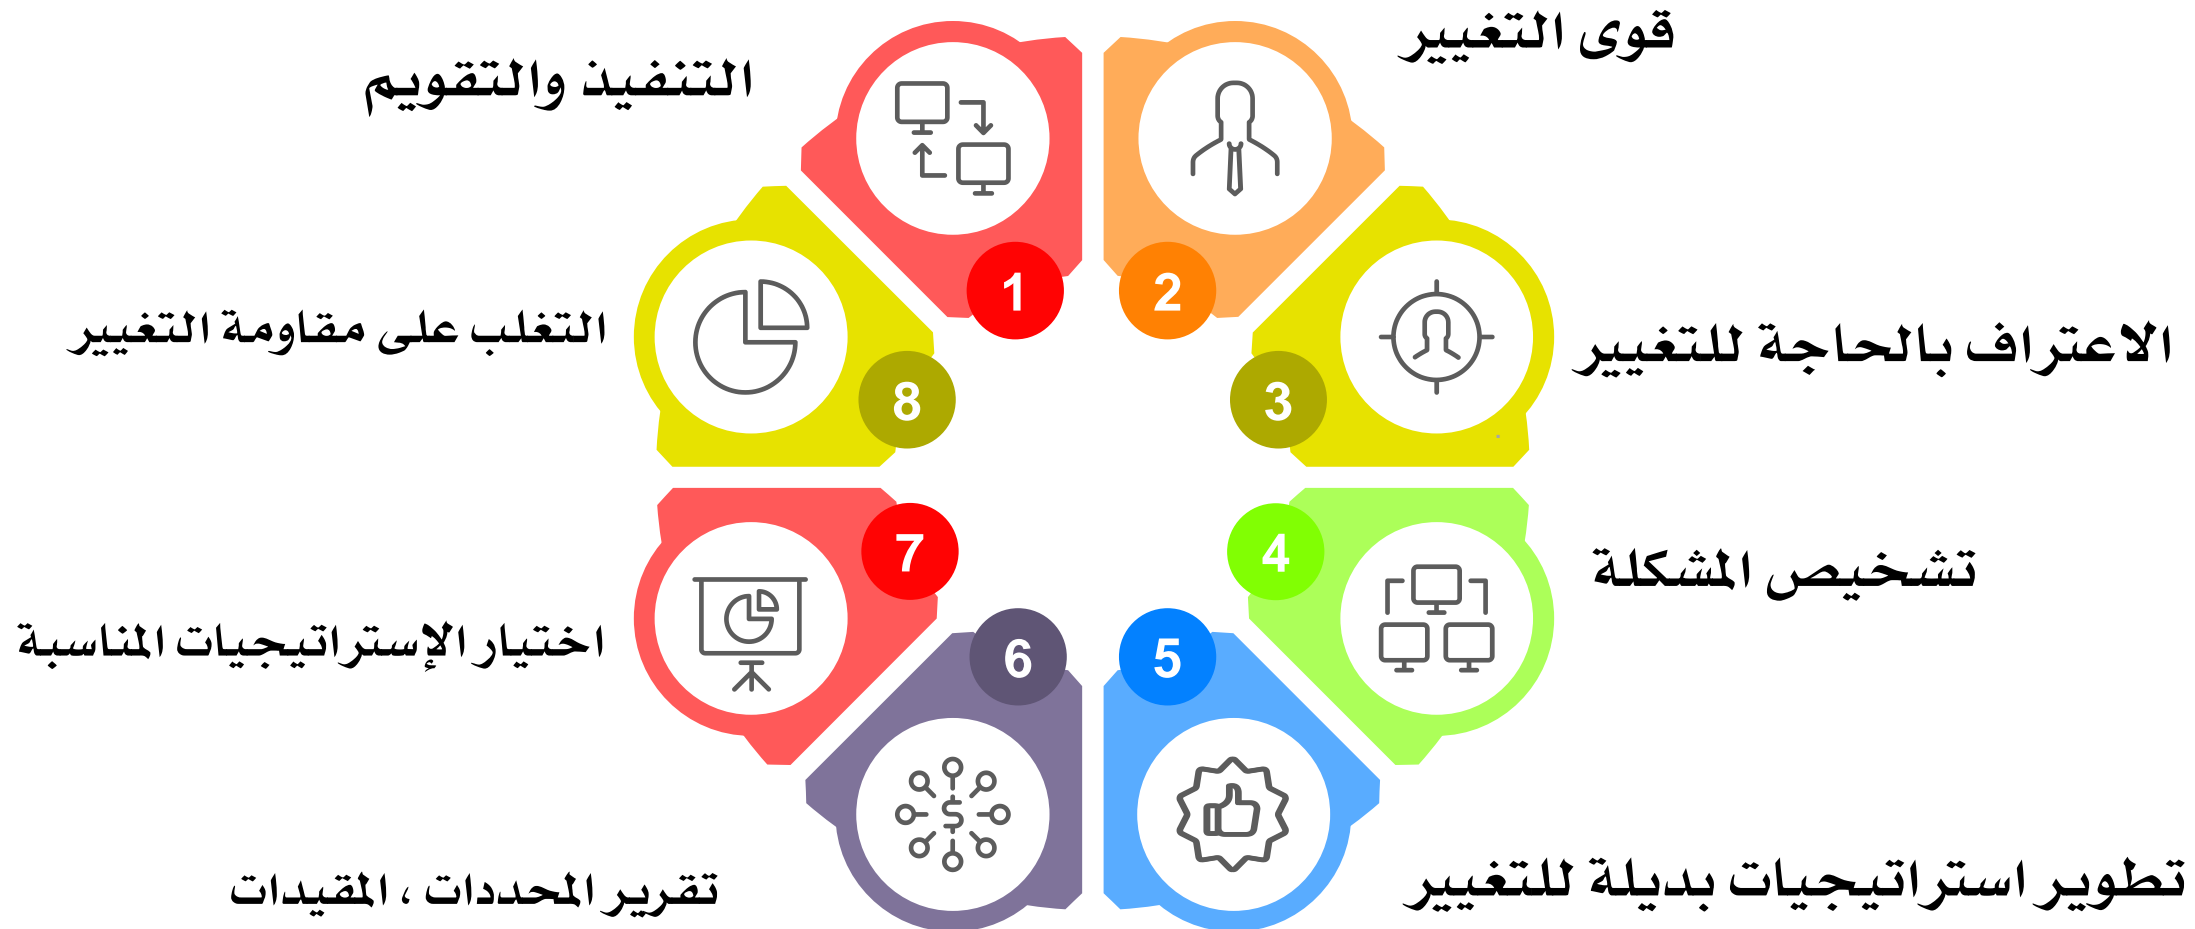 التنفيذ والتقويم
1
قوى التغيير
2
الاعتراف بالحاجة للتغيير
3
تشخيص المشكلة
4
تطوير استراتيجيات بديلة للتغيير
5
تقرير المحددات ، المقيدات
6
اختيار الإستراتيجيات المناسبة
7
التغلب على مقاومة التغيير
8
$